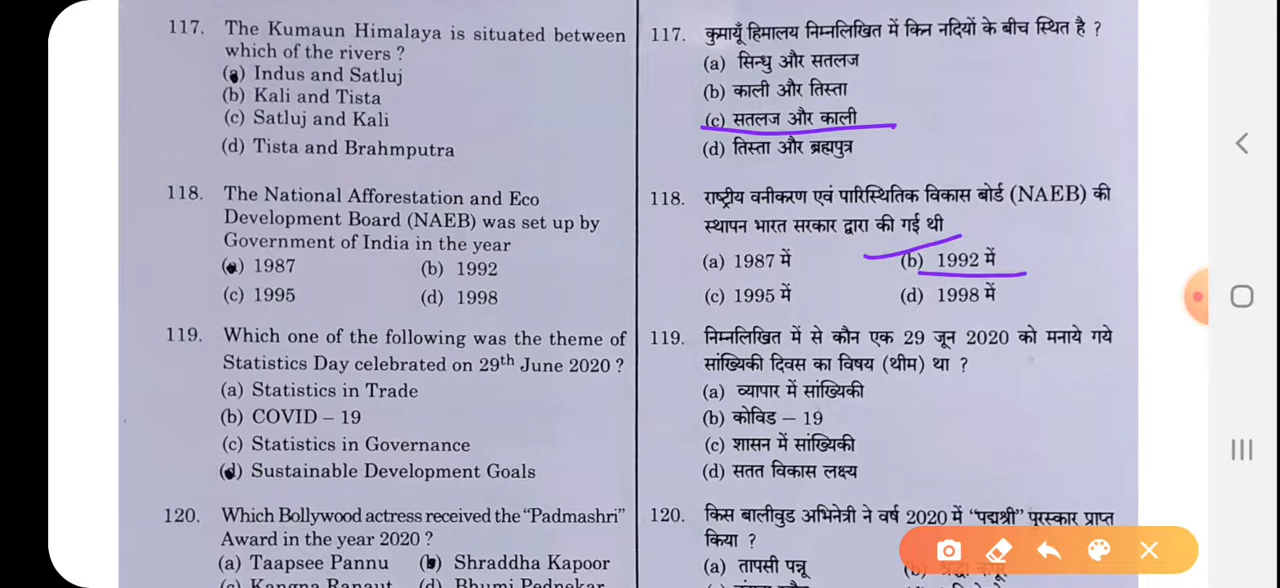 117. The Kumaun Himalaya is situated between
which of the rivers ?
(a) Indus and Satluj
(b) Kali and Tista
(c) Satluj and Kali
(d) Tista and Brahmputra
118. The National Afforestation and Eco
Development Board (NAEB) was set up by
Government of India in the year
(a) 1987 (b) 1992
(c) 1995 (d) 1998
119. Which one of the following was the theme of
Statistics Day celebrated on 29th June 2020 ?
(a) Statistics in Trade
(b) COVID – 19
(c) Statistics in Governance
(d) Sustainable Development Goals
120. Which Bollywood actress received the “Padmashri”
Award in the year 2020 ?
(a) Taapsee Pannu (b) Shraddha Kapoor
(c) Kangna Ranaut (d) Bhumi Pednekar
117. कुमायूँ हिमालय निम्नलिखित में किन नदियों के बीच स्थित है ?
(a) सिन्धु और सतलज
(b) काली और तिस्ता
(c) सतलज और काली
(d) तिस्ता और ब्रह्मपुत्र
118. राष्ट्रीय वनीकरण एवं पारिस्थितिक विकास बोर्ड (NAEB) की
स्थापन भारत सरकार द्वारा की गई थी
(a) 1987 में (b) 1992 में
(c) 1995 में (d) 1998 में
119. निम्नलिखित में से कौन एक 29 जून 2020 को मनाये गये
सांख्यिकी दिवस का विषय (थीम) था ?
(a) व्यापार में सांख्यिकी
(b) कोविड – 19
(c) शासन में सांख्यिकी
(d) सतत विकास लक्ष्य
120. किस बालीवुड अभिनेत्री ने वर्ष 2020 में “पद्मश्री” पुरस्कार प्राप्त
किया ?
(a) तापसी पन्नू (b) श्रद्धा कपूर